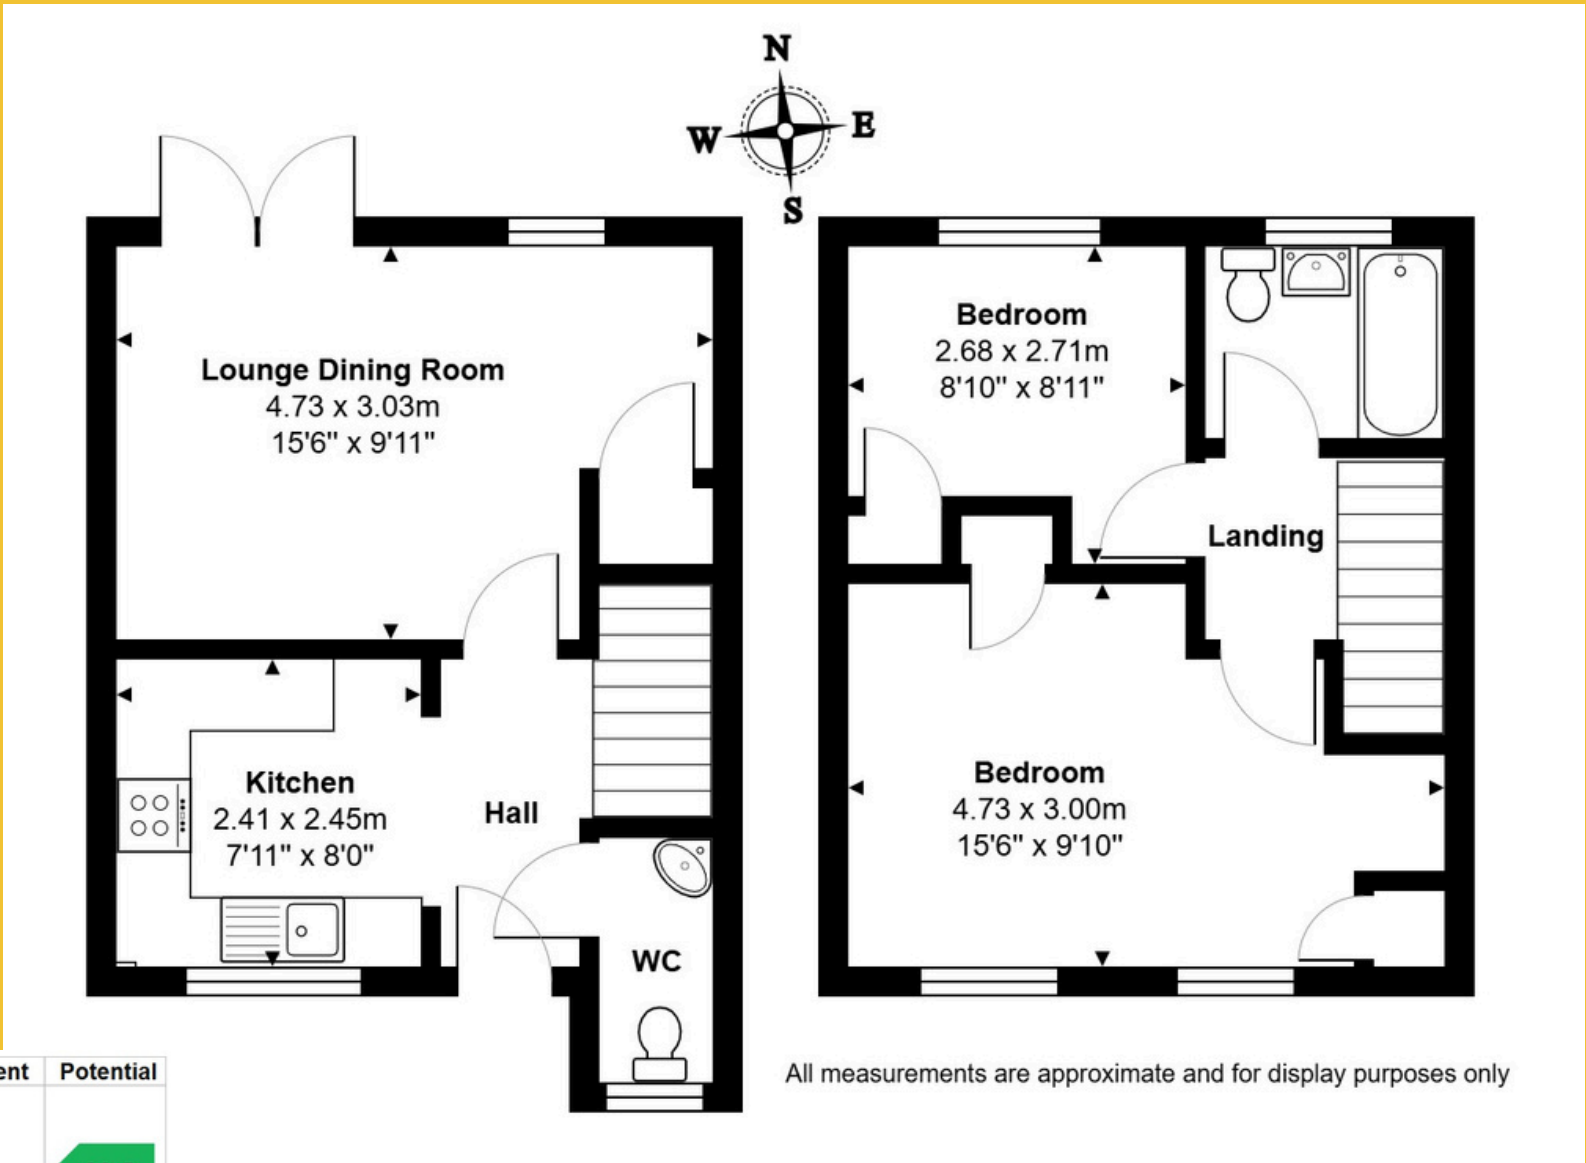 N
W
E
S
Lounge Dining Room
4.73 x 3.03m
15'6" x 9'11"
Kitchen
2.41 x 2.45m
7'11" x 8'0"
Hall
WC
Bedroom
2.68 x 2.71m
8'10" x 8'11"
Landing
Bedroom
4.73 x 3.00m
15'6" x 9'10"
All measurements are approximate and for display purposes only
ent
Potential